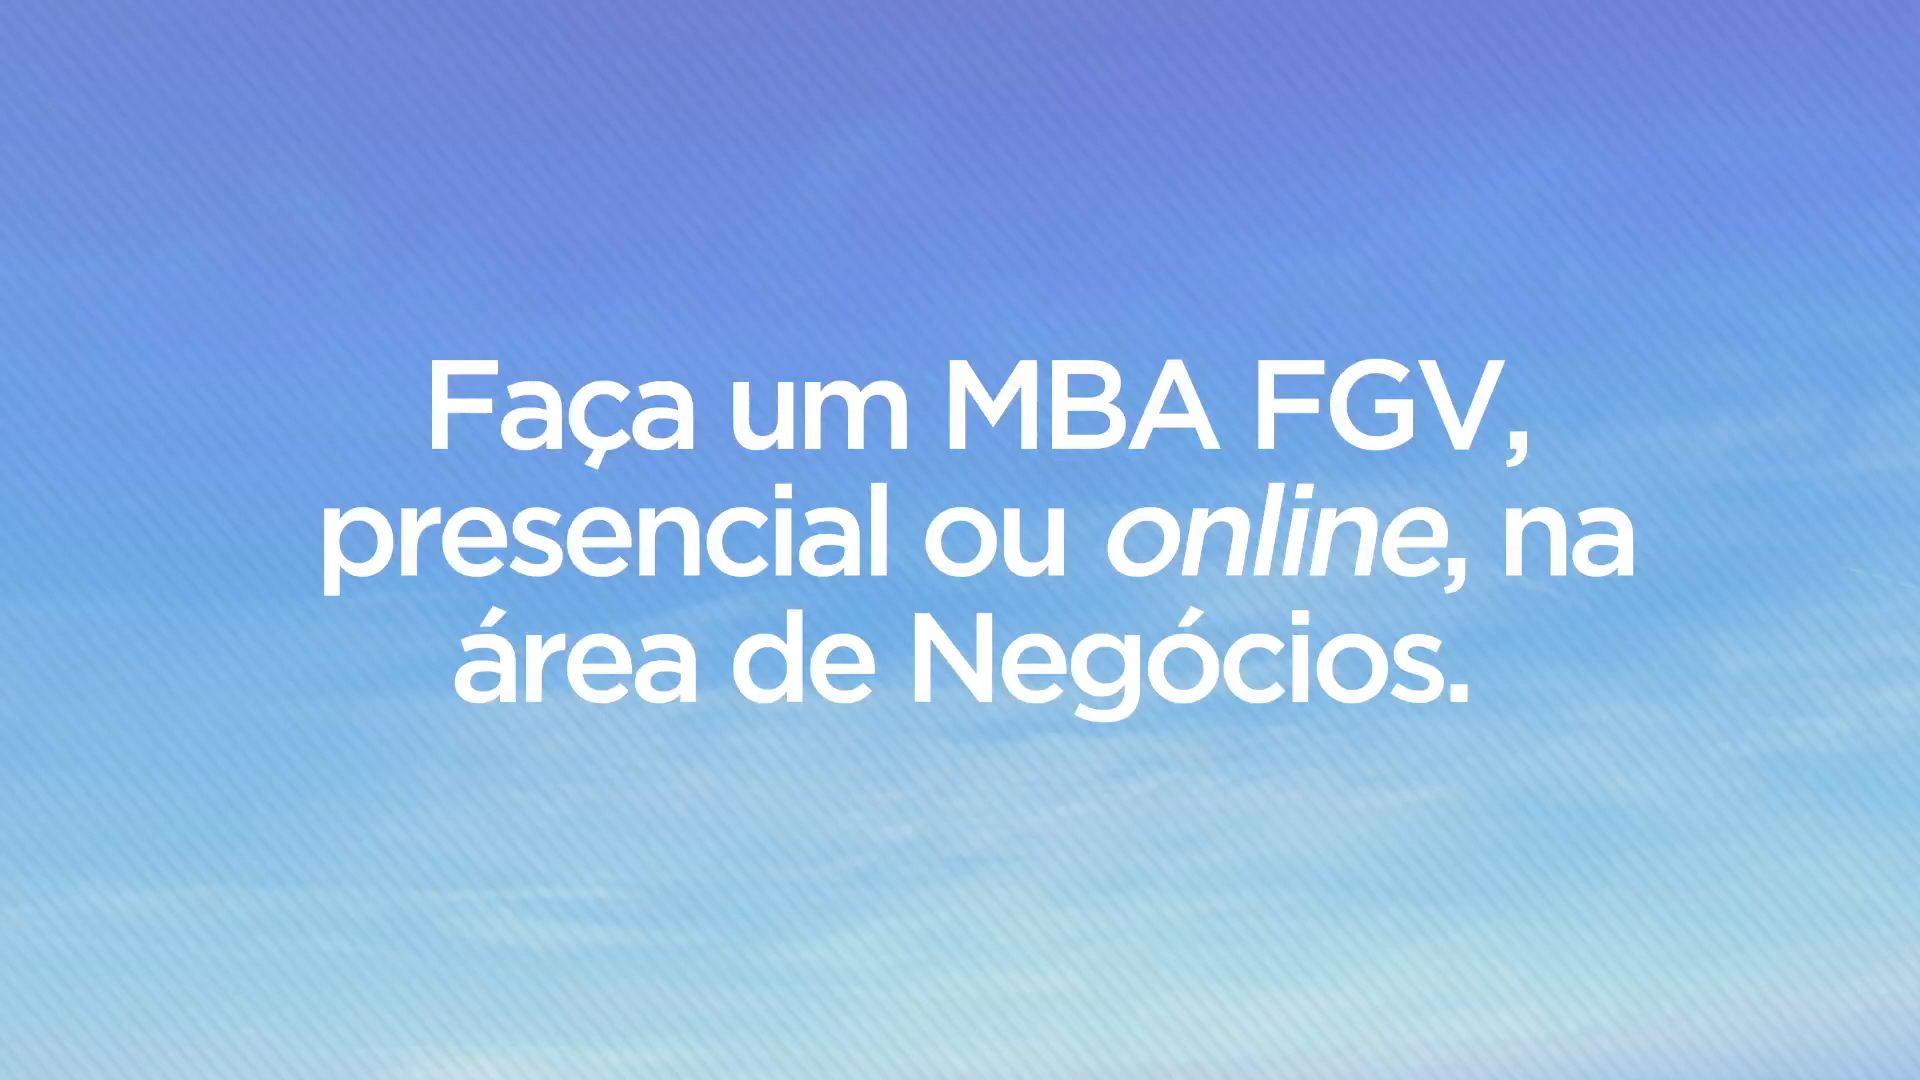 Faça um MBA FGV,
presencial ou online, na
área de Negócios.